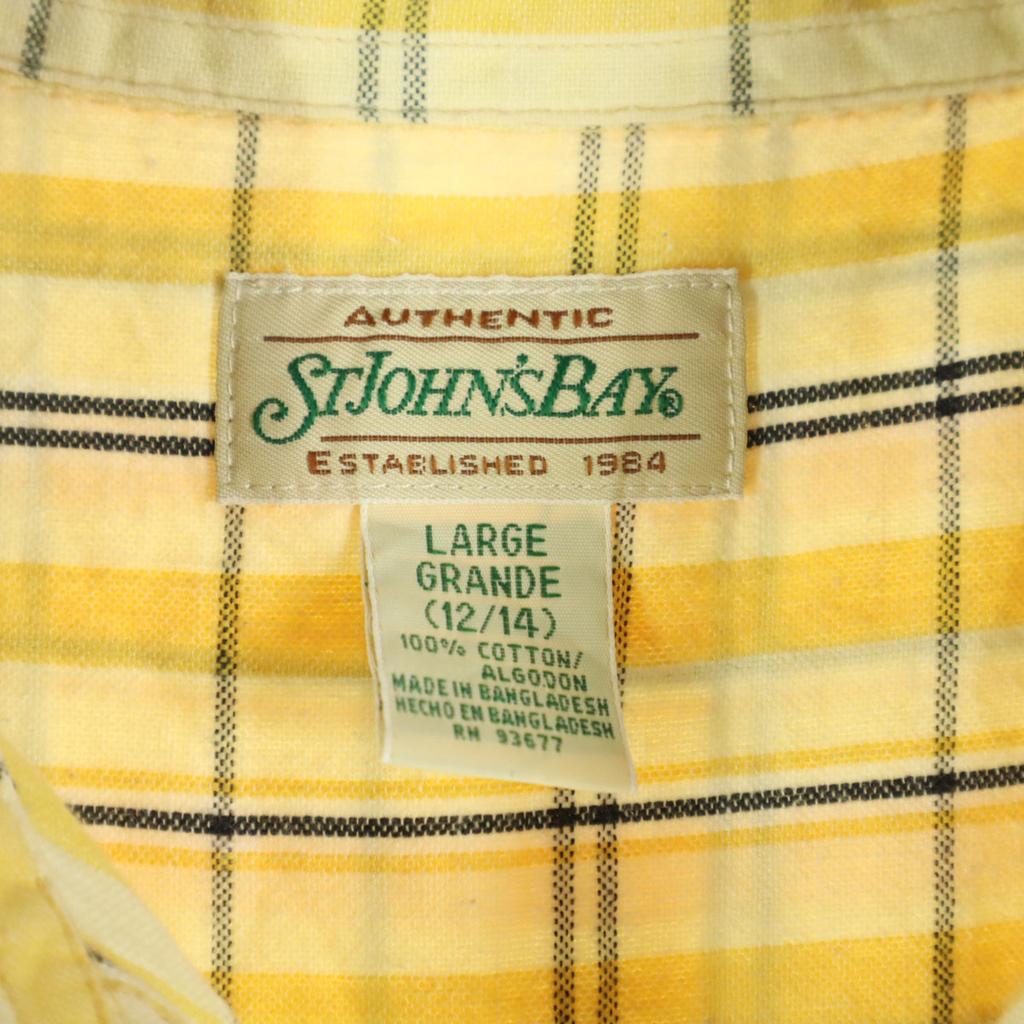 AUTHENTIC
ST.JOHN'S BAY®
ESTABLISHED 1984
LARGE
GRANDE
(12/14)
100% COTTON/
ALGODON
MADE IN BANGLADESH
HECHO EN BANGLADESH
RN 93677